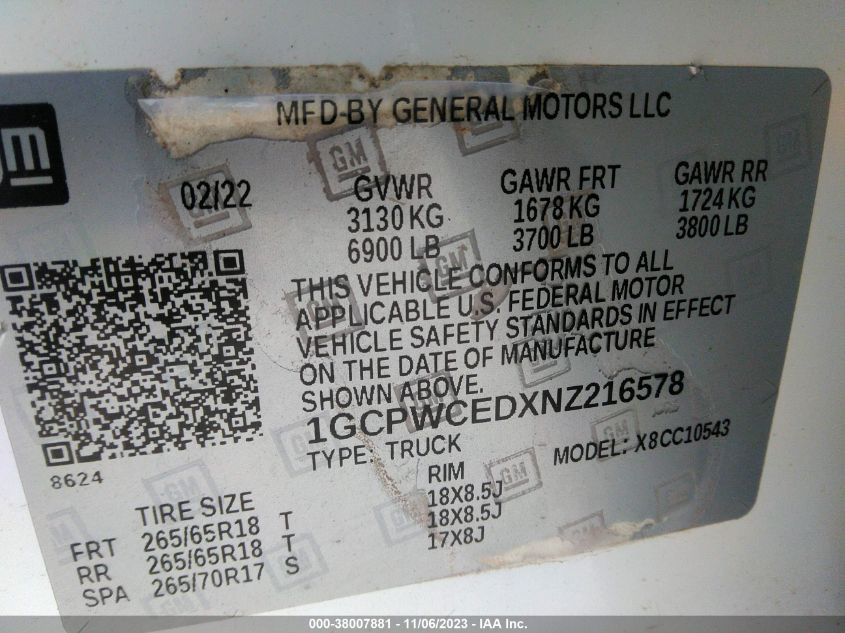 GM
MFD-BY GENERAL MOTORS LLC
02/22 GVWR GAWR FRT GAWR RR
3130 KG 1678 KG 1724 KG
6900 LB 3700 LB 3800 LB
THIS VEHICLE CONFORMS TO ALL
APPLICABLE U.S. FEDERAL MOTOR
VEHICLE SAFETY STANDARDS IN EFFECT
ON THE DATE OF MANUFACTURE
SHOWN ABOVE.
1GCPWCEDXNZ216578
TYPE: TRUCK MODEL: X8CC10543
8624
TIRE SIZE RIM
FRT 265/65R18 T 18X8.5J
RR 265/65R18 T 18X8.5J
SPA 265/70R17 S 17X8J
000-38007881 - 11/06/2023 - IAA Inc.